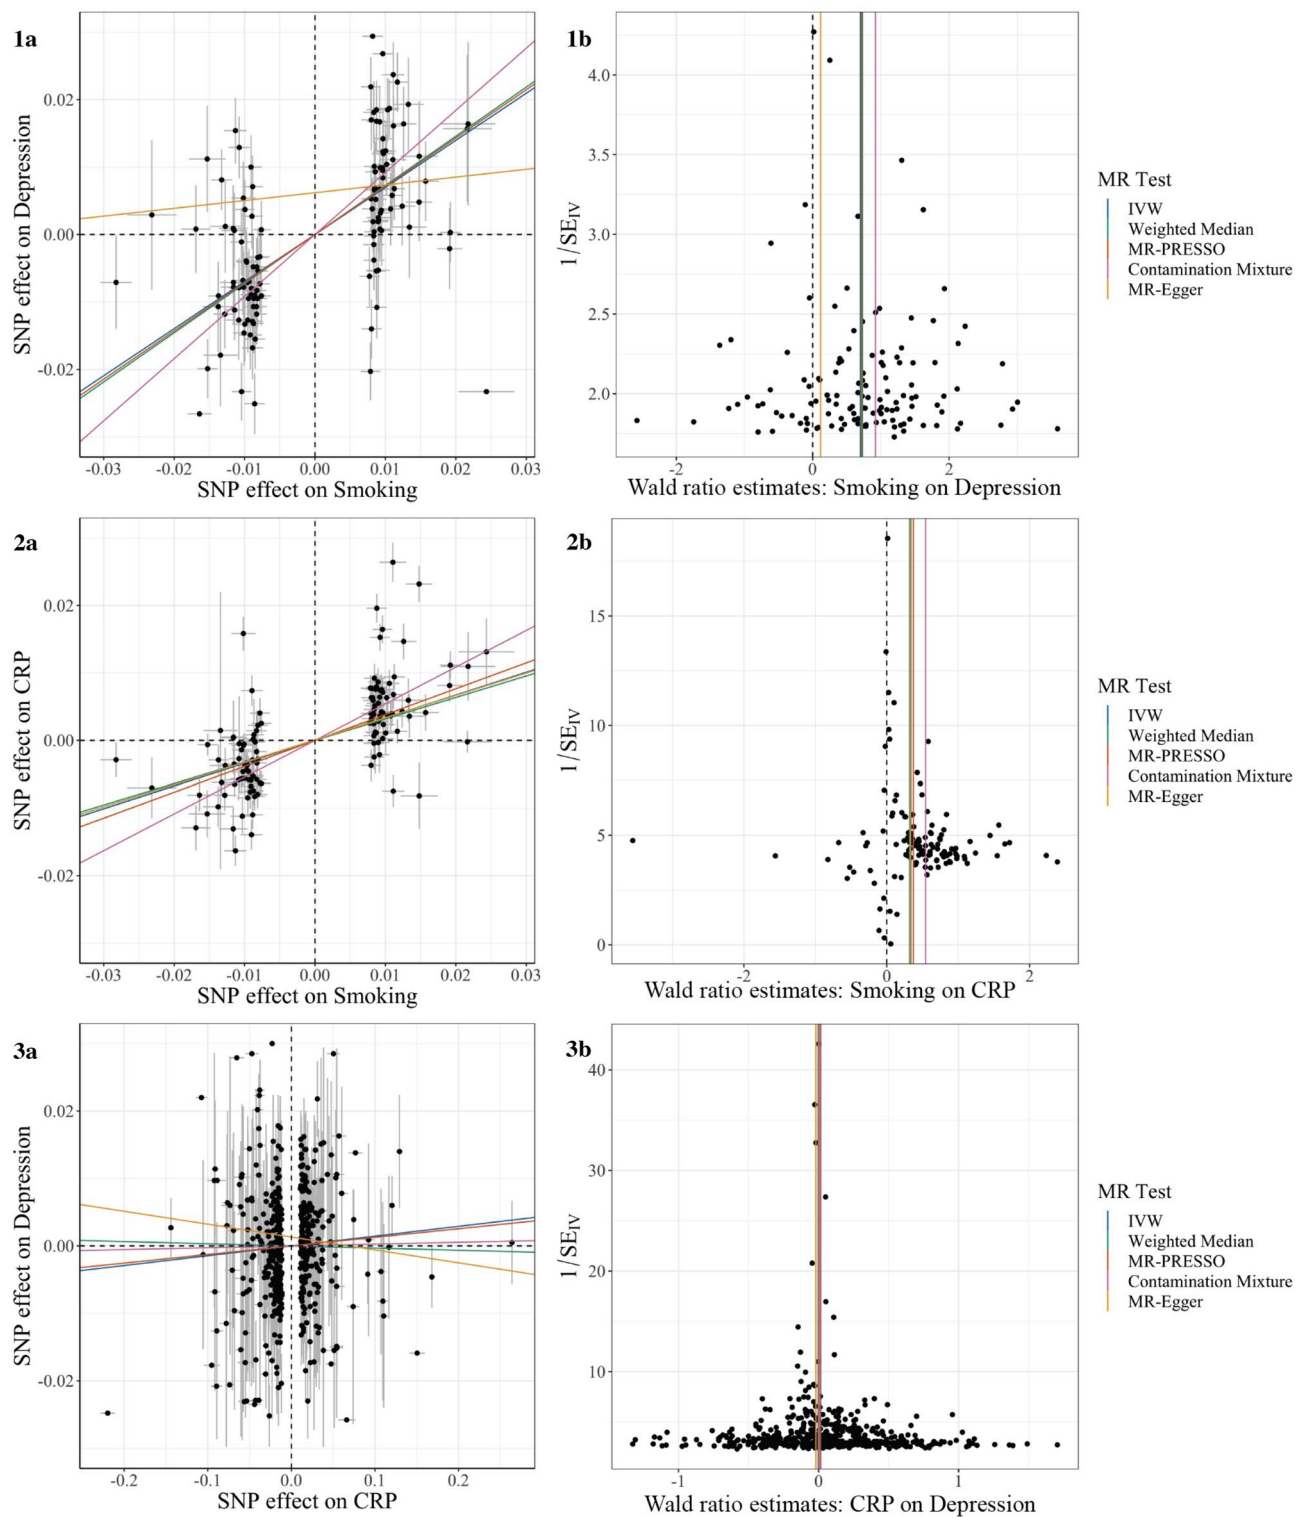 1a
SNP effect on Depression
0.02
0.00
-0.02
-0.03 -0.02 -0.01 0.00 0.01 0.02 0.03
SNP effect on Smoking
1b
1/SEIV
4.0
3.5
3.0
2.5
2.0
-2 0 2
Wald ratio estimates: Smoking on Depression
MR Test
IVW
Weighted Median
MR-PRESSO
Contamination Mixture
MR-Egger
2a
SNP effect on CRP
0.02
0.00
-0.02
-0.03 -0.02 -0.01 0.00 0.01 0.02 0.03
SNP effect on Smoking
2b
1/SEIV
15
10
5
0
-2 0 2
Wald ratio estimates: Smoking on CRP
MR Test
IVW
Weighted Median
MR-PRESSO
Contamination Mixture
MR-Egger
3a
SNP effect on Depression
0.02
0.00
-0.02
-0.2 -0.1 0.0 0.1 0.2
SNP effect on CRP
3b
1/SEIV
40
30
20
10
-1 0 1
Wald ratio estimates: CRP on Depression
MR Test
IVW
Weighted Median
MR-PRESSO
Contamination Mixture
MR-Egger